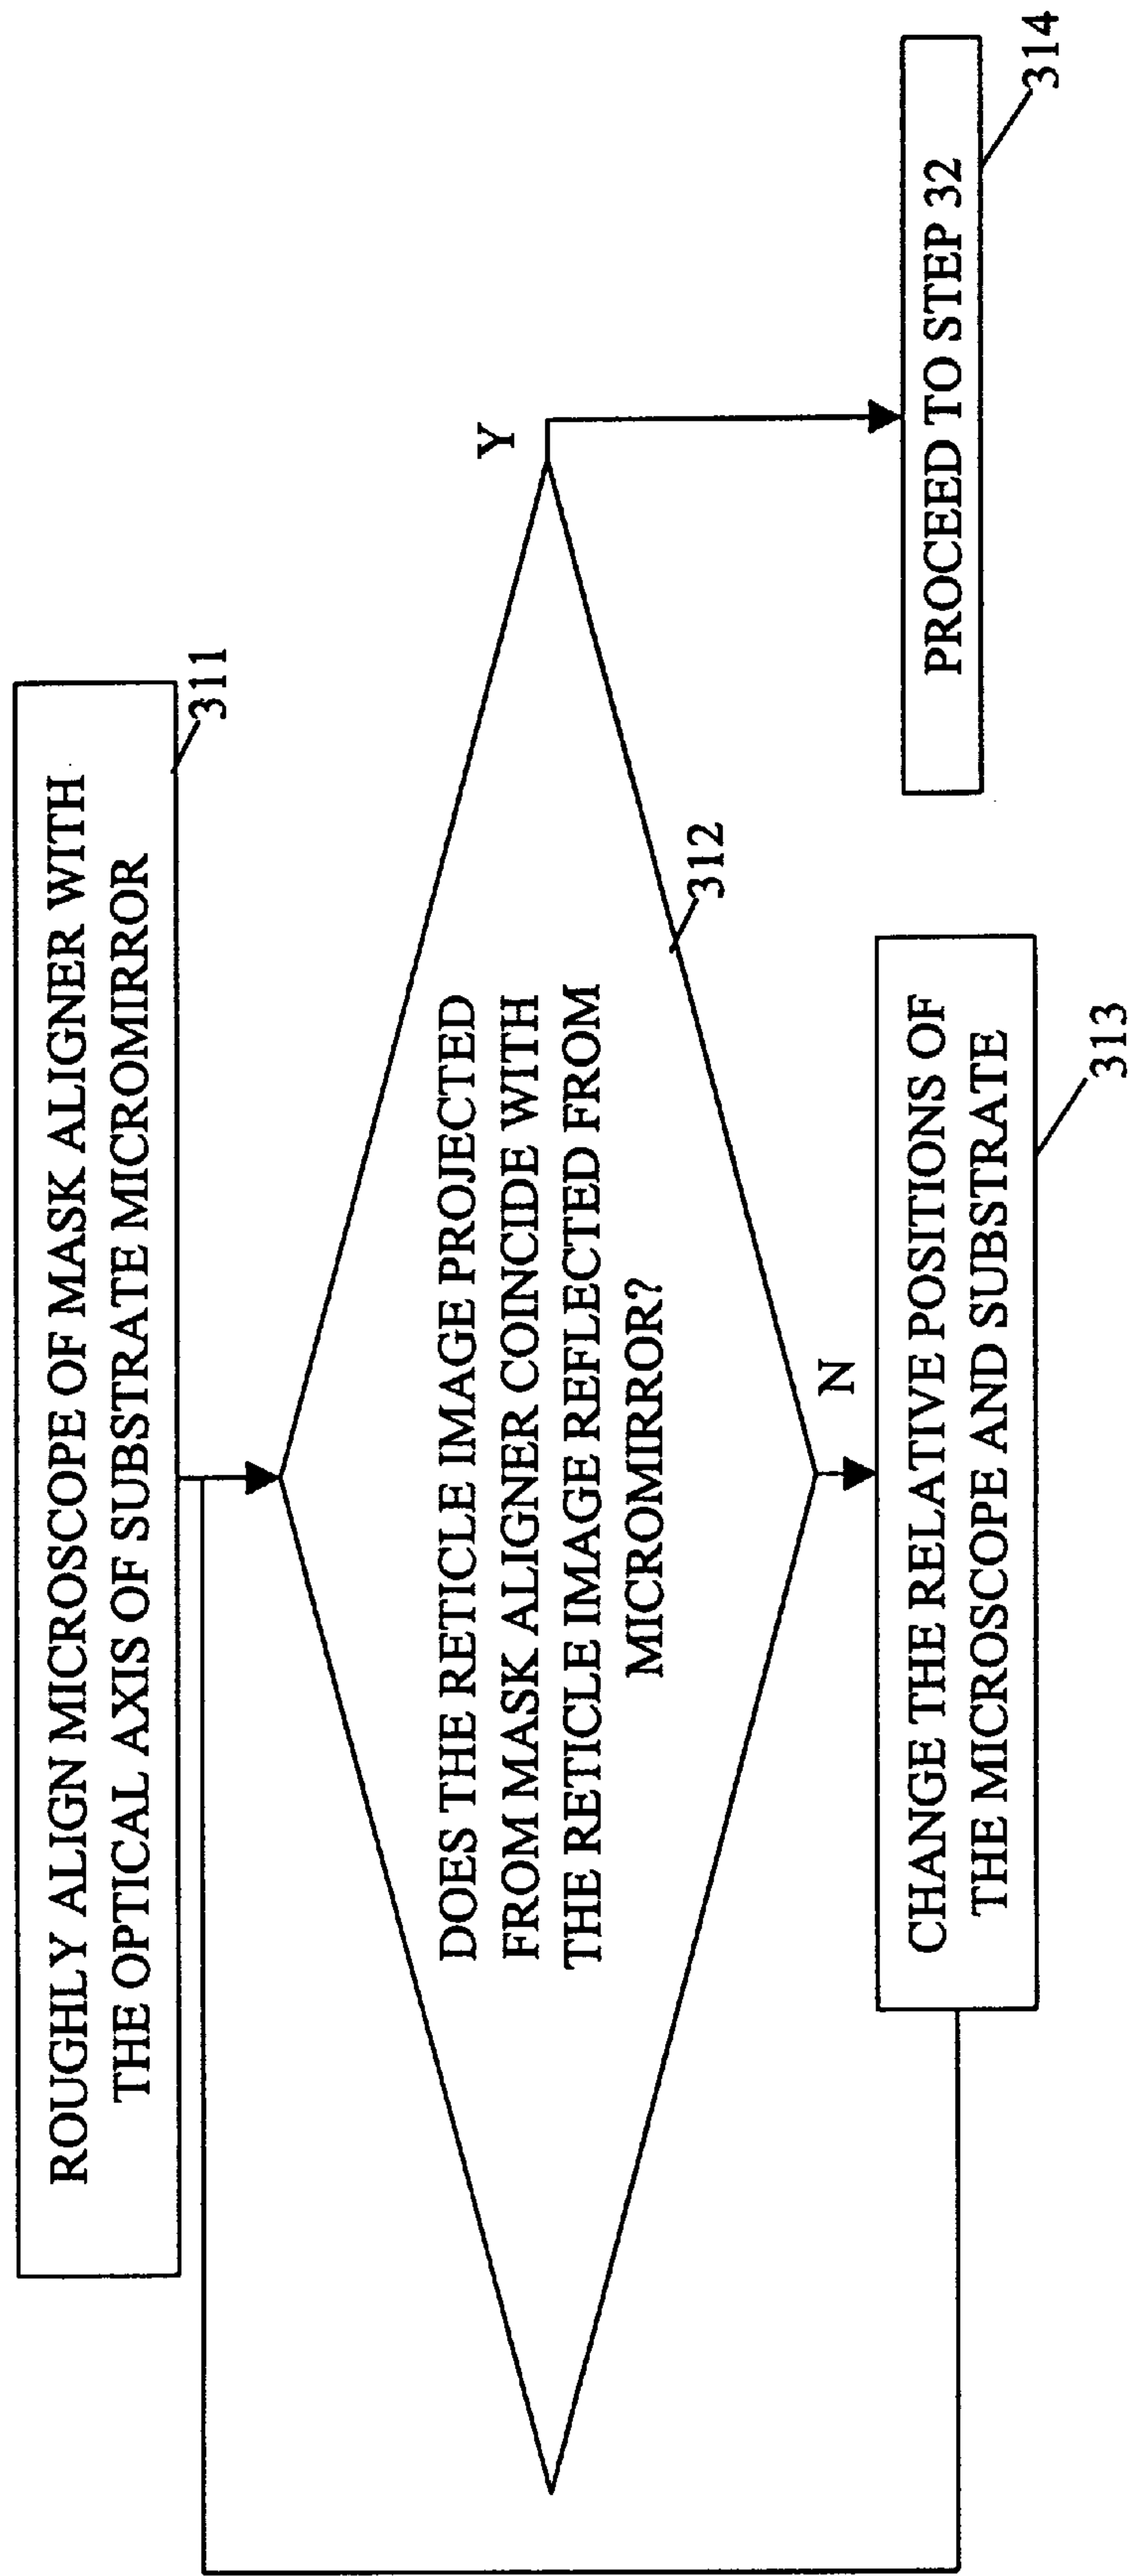 ROUGHLY ALIGN MICROSCOPE OF MASK ALIGNER WITH
THE OPTICAL AXIS OF SUBSTRATE MICROMIRROR
311
DOES THE RETICLE IMAGE PROJECTED
FROM MASK ALIGNER COINCIDE WITH
THE RETICLE IMAGE REFLECTED FROM
MICROMIRROR?
312
Y
N
CHANGE THE RELATIVE POSITIONS OF
THE MICROSCOPE AND SUBSTRATE
313
PROCEED TO STEP 32
314